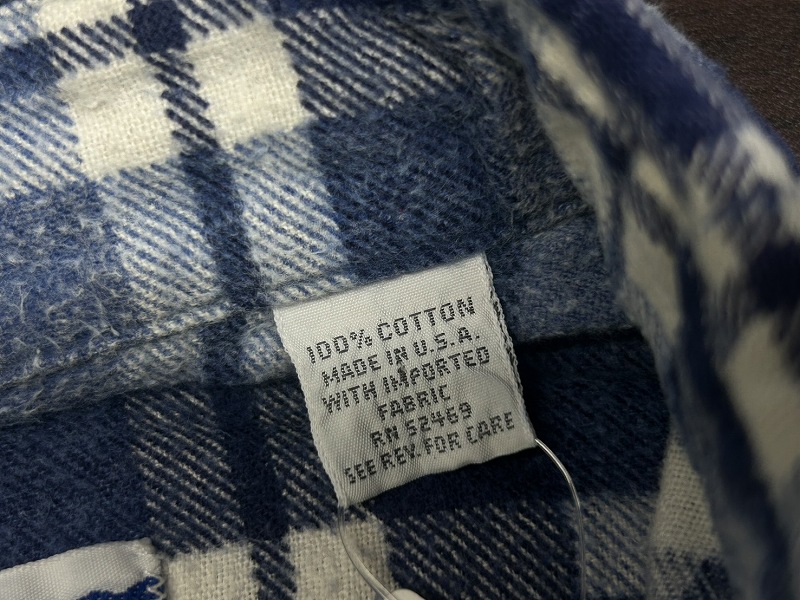 100% COTTON
MADE IN U.S.A.
WITH IMPORTED
FABRIC
RN 52469
SEE REV. FOR CARE